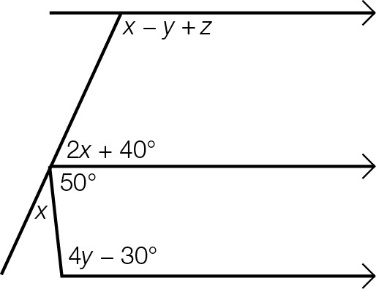 x – y + z
2x + 40°
50°
x
4y – 30°